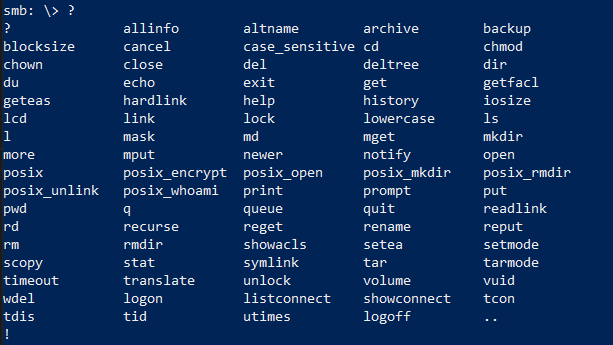 smb: \> ?
? allinfo altname archive backup
blocksize cancel case_sensitive cd chmod
chown close del deltree dir
du echo exit get getfacl
geteas hardlink help history iosize
lcd link lock lowercase ls
l mask md mget mkdir
more mput newer notify open
posix posix_encrypt posix_open posix_mkdir posix_rmdir
posix_unlink posix_whoami print prompt put
pwd q queue quit readlink
rd recurse reget rename reput
rm rmdir showacls setea setmode
scopy stat symlink tar tarmode
timeout translate unlock volume vuid
wdel logon listconnect showconnect tcon
tdis tid utimes logoff ..
!